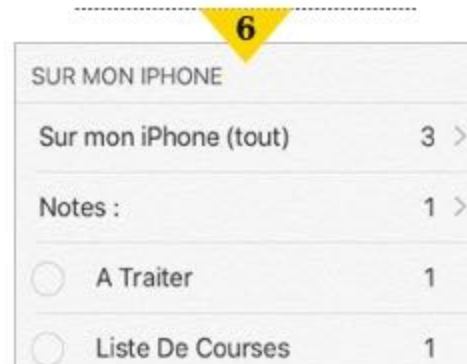 6
SUR MON IPHONE
Sur mon iPhone (tout) 3 >
Notes : 1 >
A Traiter 1
Liste De Courses 1